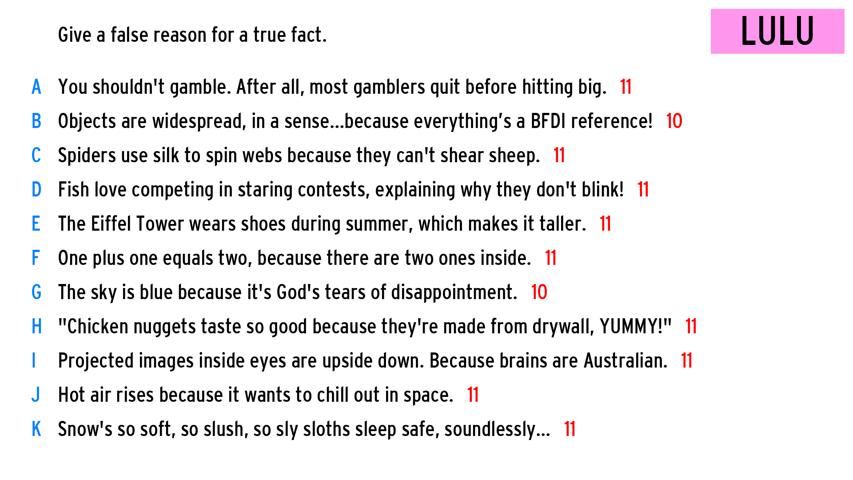 Give a false reason for a true fact.
LULU
A You shouldn't gamble. After all, most gamblers quit before hitting big. 11
B Objects are widespread, in a sense...because everything's a BFDI reference! 10
C Spiders use silk to spin webs because they can't shear sheep. 11
D Fish love competing in staring contests, explaining why they don't blink! 11
E The Eiffel Tower wears shoes during summer, which makes it taller. 11
F One plus one equals two, because there are two ones inside. 11
G The sky is blue because it's God's tears of disappointment. 10
H "Chicken nuggets taste so good because they're made from drywall, YUMMY!" 11
I Projected images inside eyes are upside down. Because brains are Australian. 11
J Hot air rises because it wants to chill out in space. 11
K Snow's so soft, so slush, so sly sloths sleep safe, soundlessly... 11